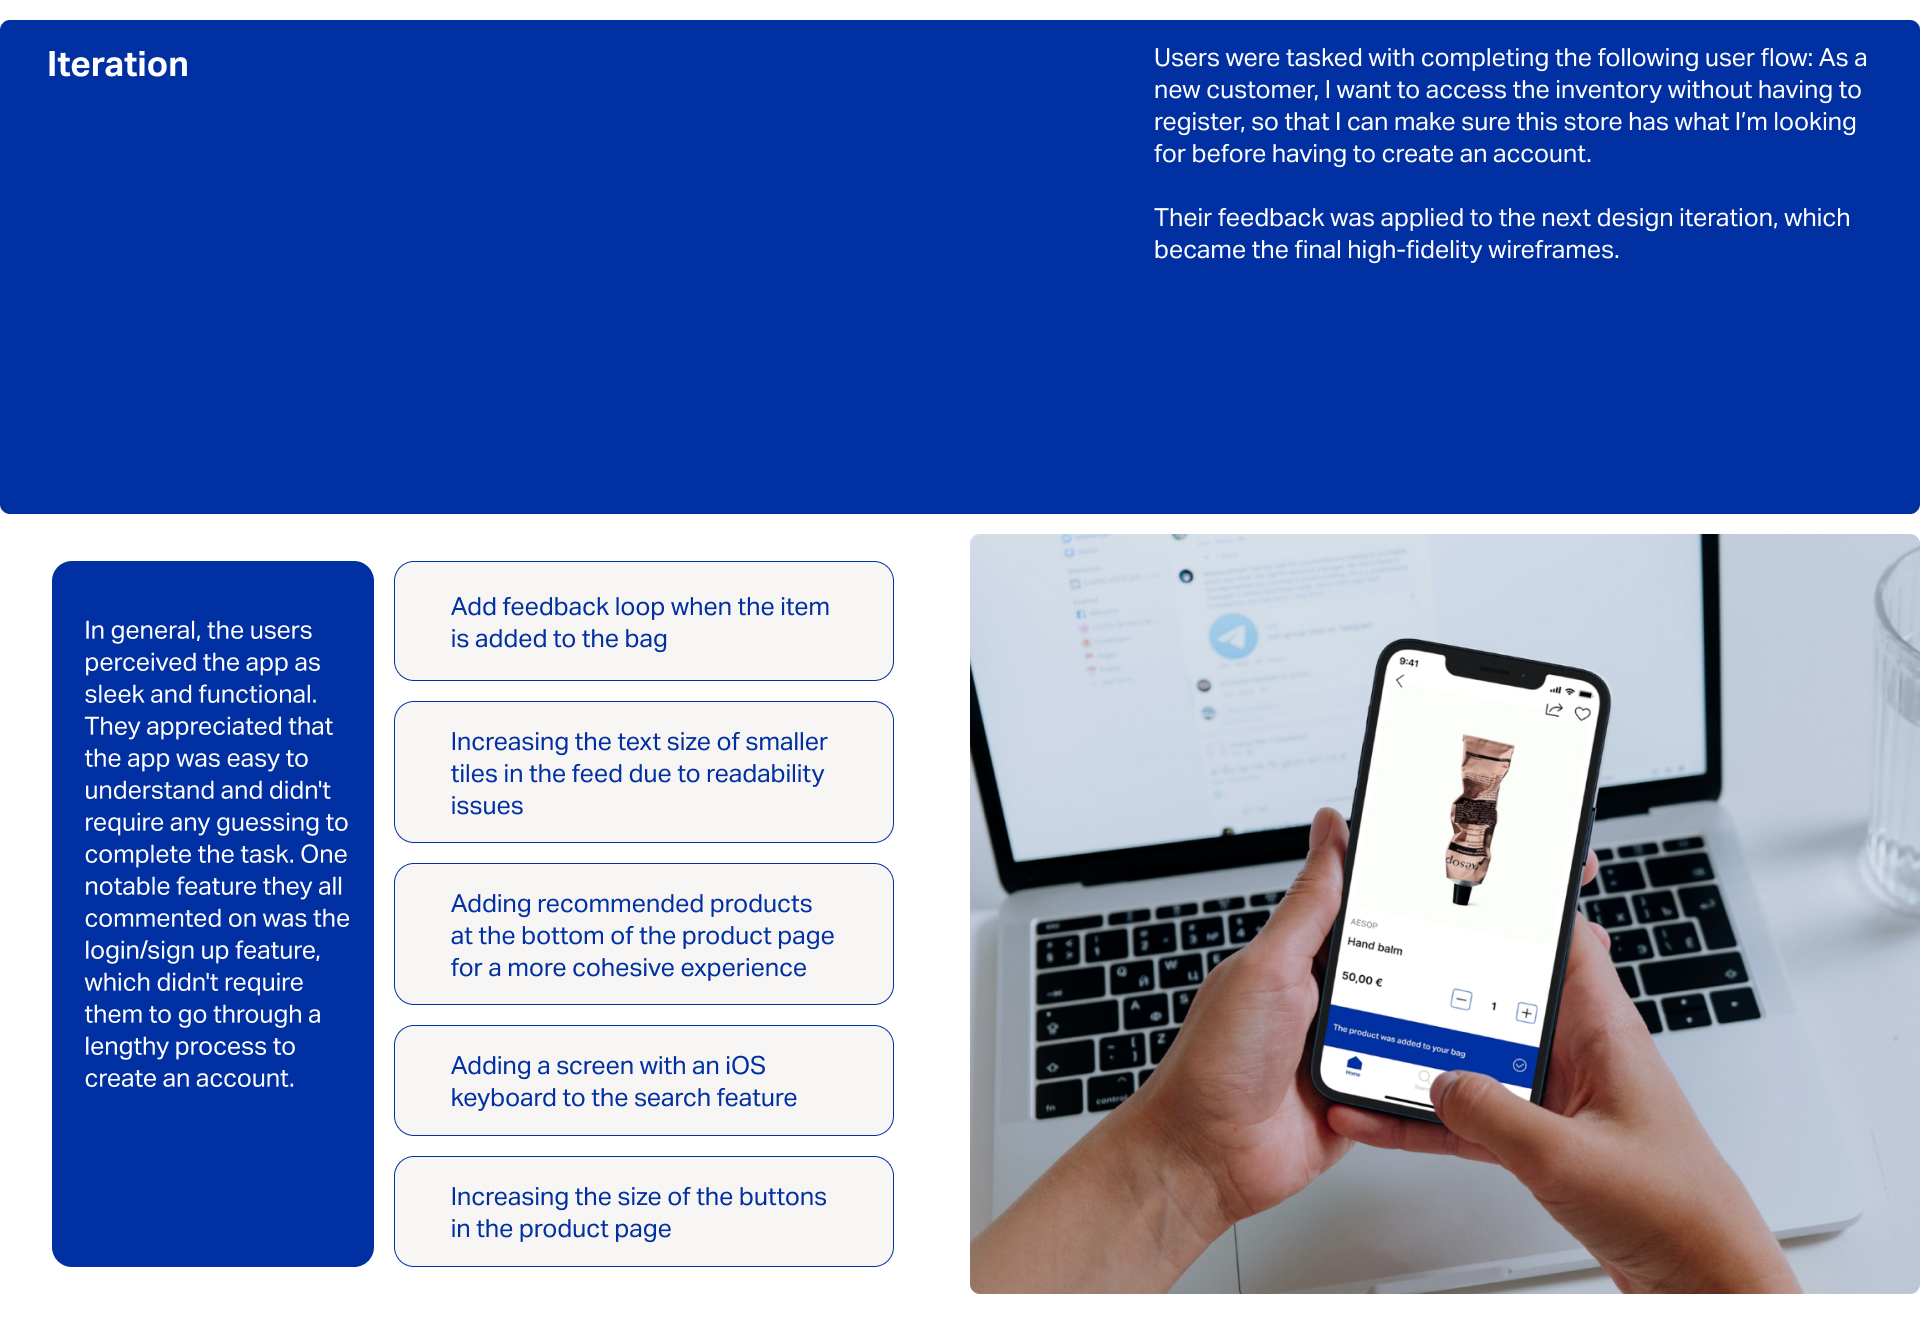 Iteration
Users were tasked with completing the following user flow: As a
new customer, I want to access the inventory without having to
register, so that I can make sure this store has what I’m looking
for before having to create an account.
Their feedback was applied to the next design iteration, which
became the final high-fidelity wireframes.
In general, the users
perceived the app as
sleek and functional.
They appreciated that
the app was easy to
understand and didn't
require any guessing to
complete the task. One
notable feature they all
commented on was the
login/sign up feature,
which didn't require
them to go through a
lengthy process to
create an account.
Add feedback loop when the item
is added to the bag
Increasing the text size of smaller
tiles in the feed due to readability
issues
Adding recommended products
at the bottom of the product page
for a more cohesive experience
Adding a screen with an iOS
keyboard to the search feature
Increasing the size of the buttons
in the product page
9:41
Aesop
AESOP
Hand balm
50,00 €
1
The product was added to your bag
Home
fn
control